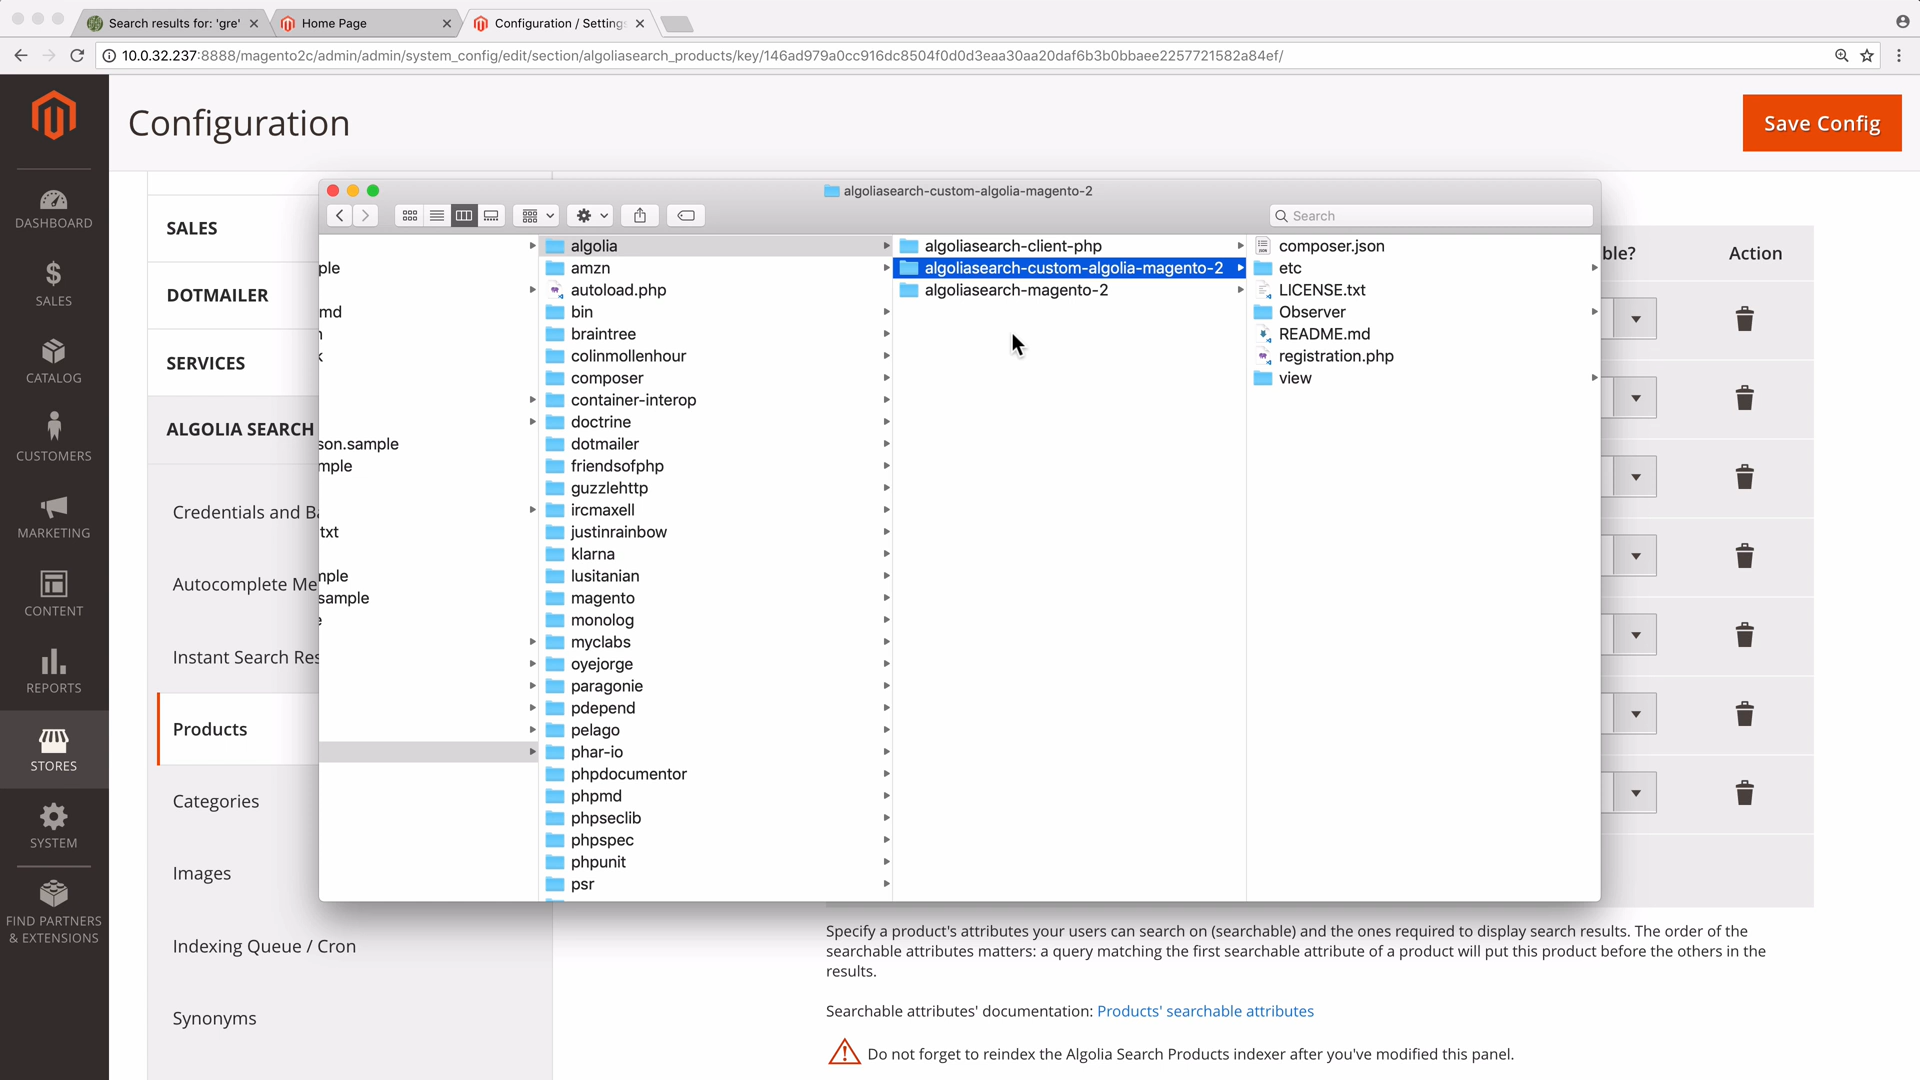 Search results for: 'gre'
Home Page
Configuration / Settings
10.0.32.237:8888/magento2c/admin/admin/system_config/edit/section/algoliasearch_products/key/146ad979a0cc916dc8504f0d0d3eaa30aa20daf6b3b0bbaee2257721582a84ef/
Configuration
Save Config
DASHBOARD
SALES
CATALOG
CUSTOMERS
MARKETING
CONTENT
REPORTS
STORES
SYSTEM
FIND PARTNERS
& EXTENSIONS
SALES
DOTMAILER
SERVICES
ALGOLIA SEARCH
Credentials and Ba
Autocomplete Me
Instant Search Res
Products
Categories
Images
Indexing Queue / Cron
Synonyms
algoliasearch-custom-algolia-magento-2
Search
ple
md
son.sample
mple
txt
mple
sample
algolia
amzn
autoload.php
bin
braintree
colinmollenhour
composer
container-interop
doctrine
dotmailer
friendsofphp
guzzlehttp
ircmaxell
justinrainbow
klarna
lusitanian
magento
monolog
myclabs
oyejorge
paragonie
pdepend
pelago
phar-io
phpdocumentor
phpmd
phpseclib
phpspec
phpunit
psr
algoliasearch-client-php
algoliasearch-custom-algolia-magento-2
algoliasearch-magento-2
composer.json
etc
LICENSE.txt
Observer
README.md
registration.php
view
ble?
Action
Specify a product's attributes your users can search on (searchable) and the ones required to display search results. The order of the
searchable attributes matters: a query matching the first searchable attribute of a product will put this product before the others in the
results.
Searchable attributes' documentation: Products' searchable attributes
Do not forget to reindex the Algolia Search Products indexer after you've modified this panel.